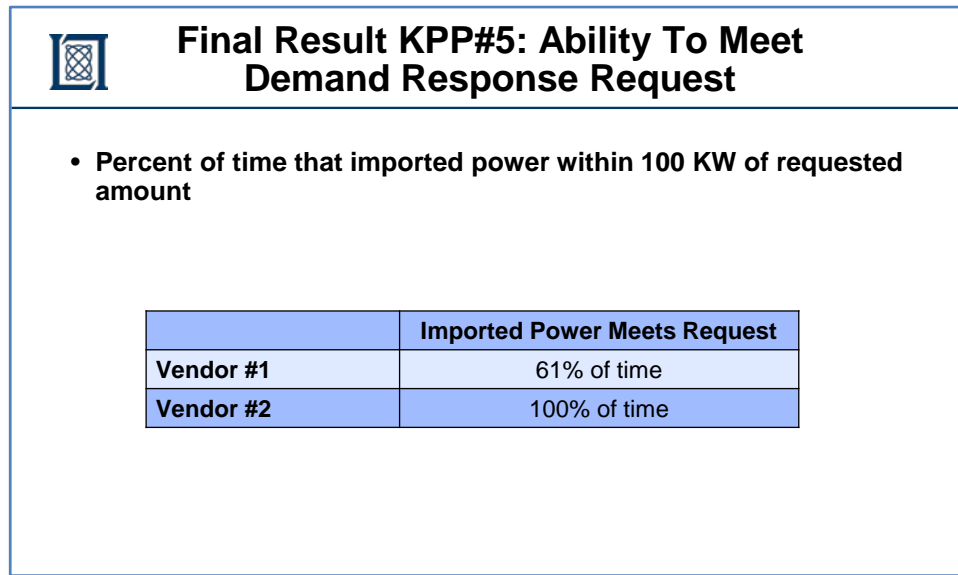 Final Result KPP#5: Ability To Meet
Demand Response Request
• Percent of time that imported power within 100 KW of requested
amount
Imported Power Meets Request
Vendor #1 61% of time
Vendor #2 100% of time